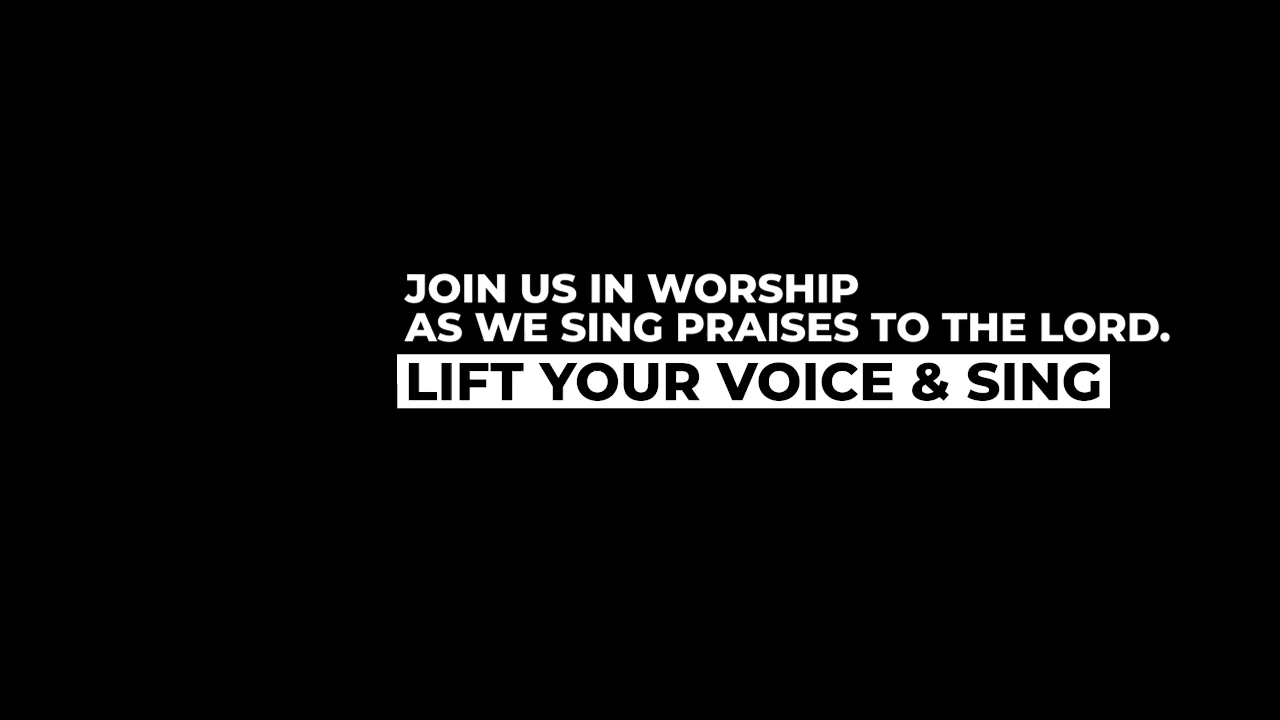 JOIN US IN WORSHIP
AS WE SING PRAISES TO THE LORD.
LIFT YOUR VOICE & SING